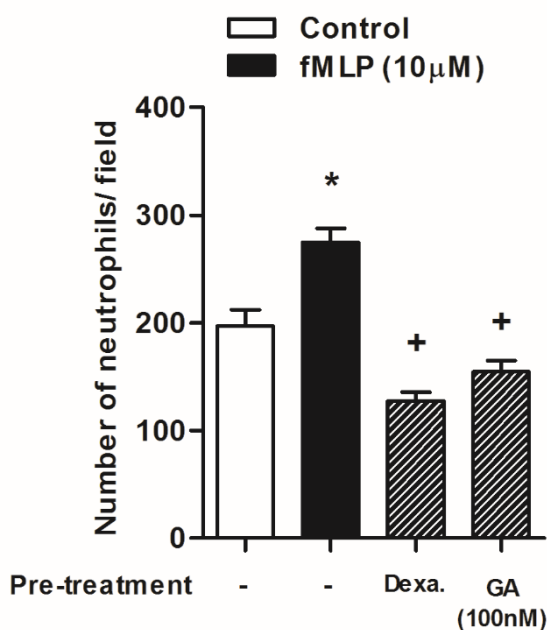 Control
fMLP (10μM)
Number of neutrophils/ field
400
*
300
200
+
+
100
0
Pre-treatment - - Dexa. GA
(100nM)